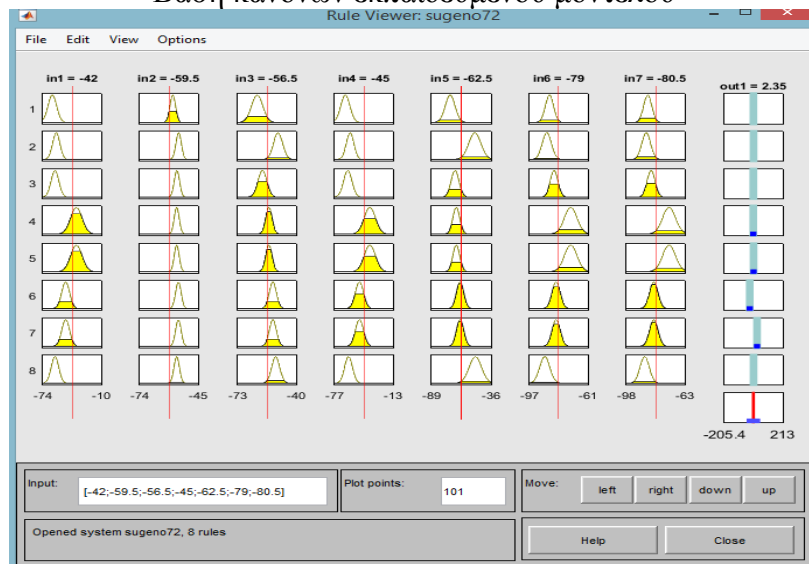 Rule Viewer: sugeno72
File Edit View Options
in1 = -42 in2 = -59.5 in3 = -56.5 in4 = -45 in5 = -62.5 in6 = -79 in7 = -80.5
out1 = 2.35
1
2
3
4
5
6
7
8
-74 -10 -74 -45 -73 -40 -77 -13 -89 -36 -97 -61 -98 -63
-205.4 213
Input: [-42;-59.5;-56.5;-45;-62.5;-79;-80.5] Plot points: 101 Move: left right down up
Opened system sugeno72, 8 rules Help Close